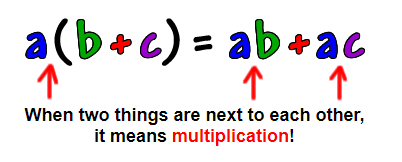 a(b+c) = ab+ac
When two things are next to each other,
it means multiplication!